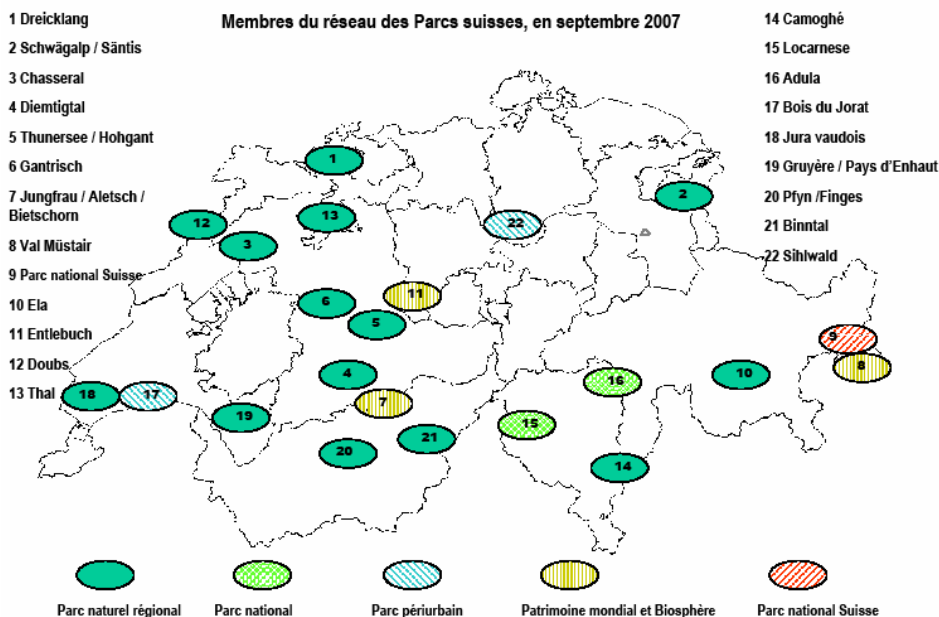 Membres du réseau des Parcs suisses, en septembre 2007
1 Dreicklang
2 Schwägalp / Säntis
3 Chasseral
4 Diemtigtal
5 Thunersee / Hohgant
6 Gantrisch
7 Jungfrau / Aletsch /
Bietschorn
8 Val Müstair
9 Parc national Suisse
10 Ela
11 Entlebuch
12 Doubs
13 Thal
14 Camoghé
15 Locarnese
16 Adula
17 Bois du Jorat
18 Jura vaudois
19 Gruyère / Pays d'Enhaut
20 Pfyn /Finges
21 Binntal
22 Sihlwald
1
2
12
13
22
3
11
6
5
9
8
4
16
10
18
17
7
19
15
21
20
14
Parc naturel régional
Parc national
Parc périurbain
Patrimoine mondial et Biosphère
Parc national Suisse